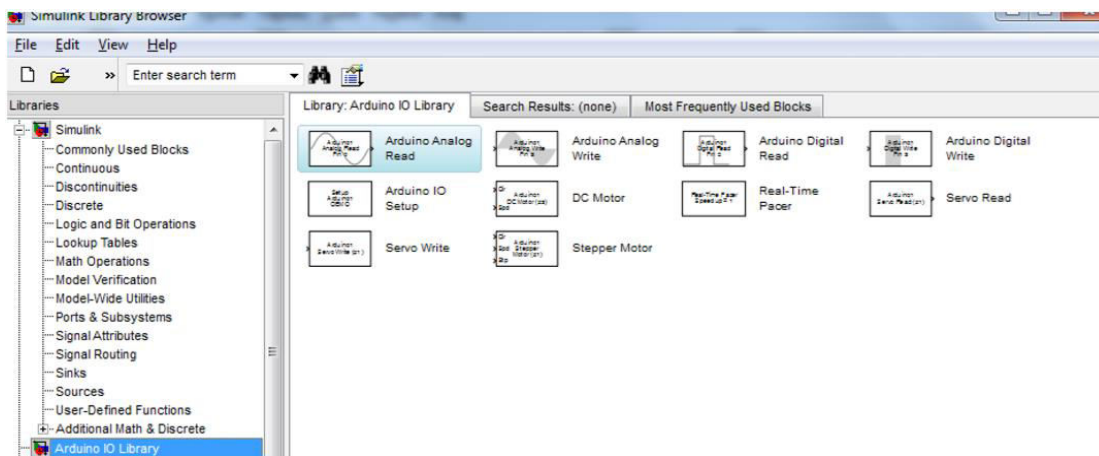 Simulink Library Browser
File Edit View Help
» Enter search term
Libraries
Simulink
Commonly Used Blocks
Continuous
Discontinuities
Discrete
Logic and Bit Operations
Lookup Tables
Math Operations
Model Verification
Model-Wide Utilities
Ports & Subsystems
Signal Attributes
Signal Routing
Sinks
Sources
User-Defined Functions
Additional Math & Discrete
Arduino IO Library
Library: Arduino IO Library Search Results: (none) Most Frequently Used Blocks
Arduino Analog
Read
Arduino Analog
Write
Arduino Digital
Read
Arduino Digital
Write
Arduino IO
Setup
DC Motor
Real-Time
Pacer
Servo Read
Servo Write
Stepper Motor